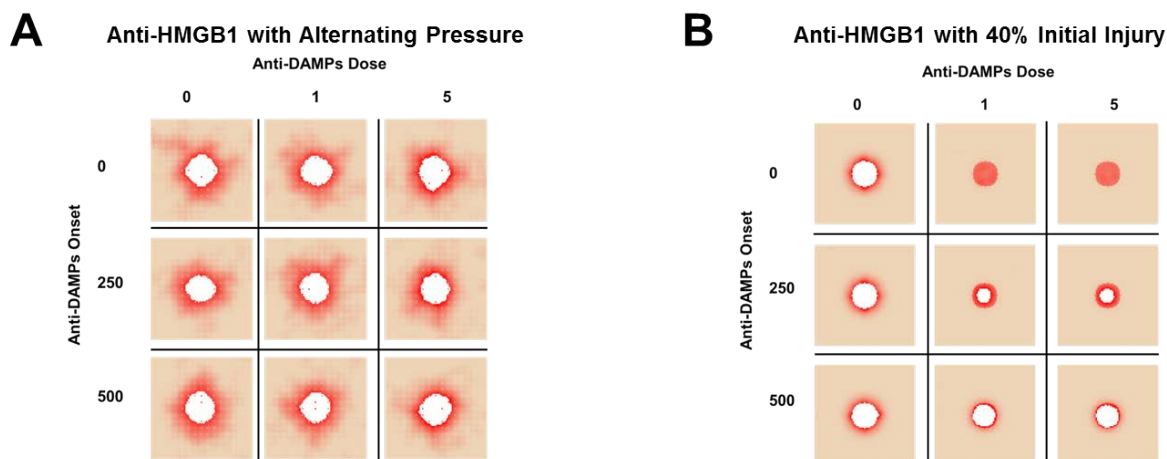 A
Anti-HMGB1 with Alternating Pressure
Anti-DAMPs Dose
0 1 5
Anti-DAMPs Onset
0
250
500
B
Anti-HMGB1 with 40% Initial Injury
Anti-DAMPs Dose
0 1 5
Anti-DAMPs Onset
0
250
500